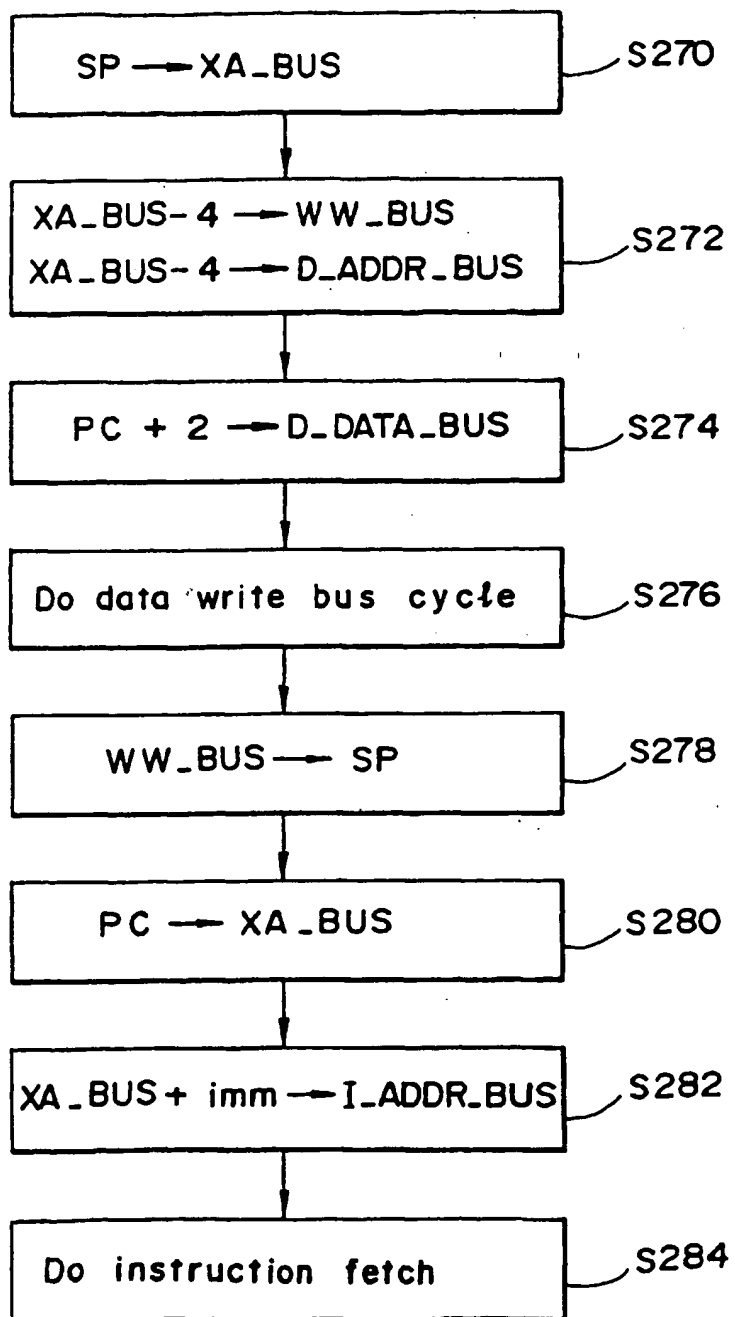 SP → XA_BUS
S270
XA_BUS-4 → WW_BUS
XA_BUS-4 → D_ADDR_BUS
S272
PC + 2 → D_DATA_BUS
S274
Do data write bus cycle
S276
WW_BUS → SP
S278
PC → XA_BUS
S280
XA_BUS + imm → I_ADDR_BUS
S282
Do instruction fetch
S284